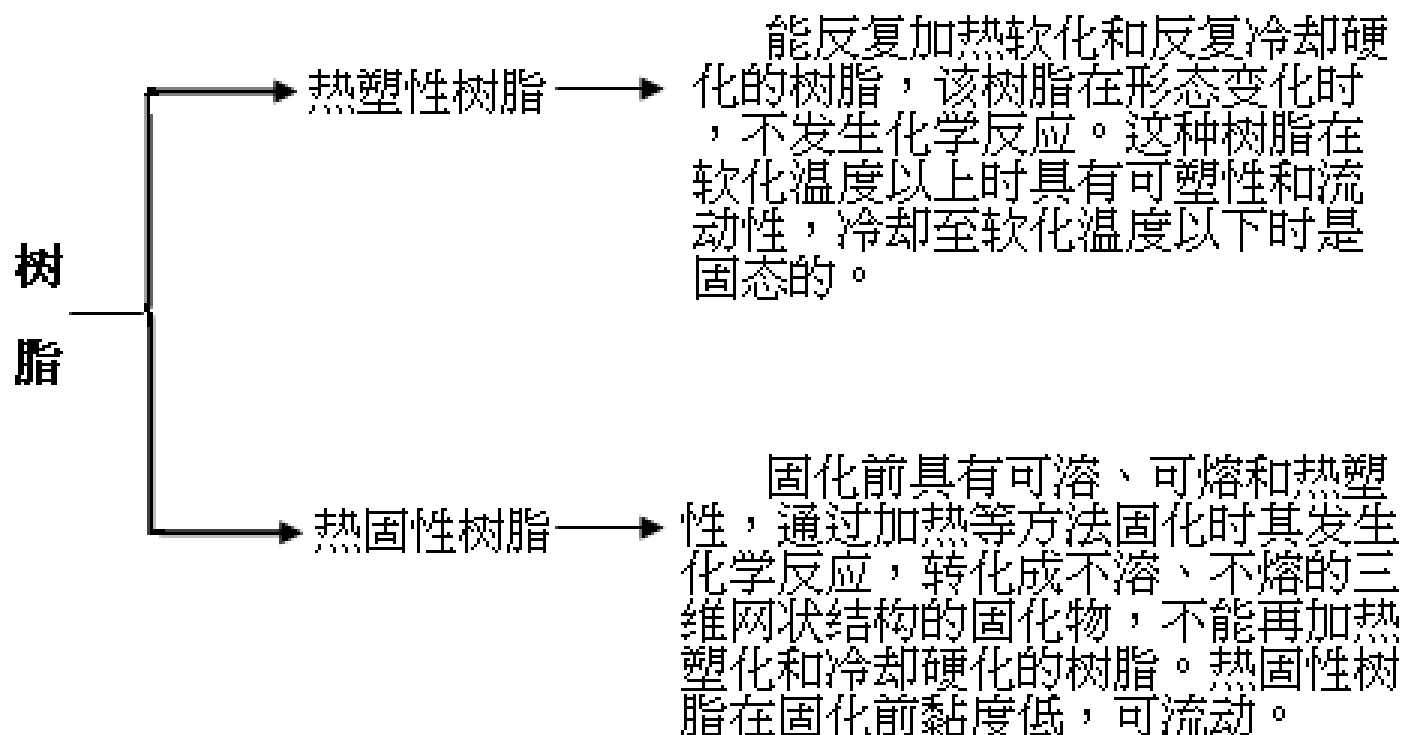 树
脂
热塑性树脂
能反复加热软化和反复冷却硬
化的树脂，该树脂在形态变化时
，不发生化学反应。这种树脂在
软化温度以上时具有可塑性和流
动性，冷却至软化温度以下时是
固态的。
热固性树脂
固化前具有可溶、可熔和热塑
性，通过加热等方法固化时其发生
化学反应，转化成不溶、不熔的三
维网状结构的固化物，不能再加热
塑化和冷却硬化的树脂。热固性树
脂在固化前黏度低，可流动。